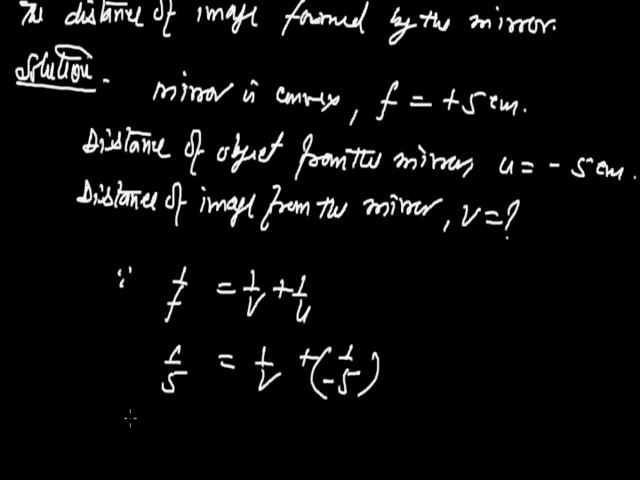 The distance of image formed by the mirror.
Solution.
mirror is convex, f = +5 cm.
Distance of object from the mirror, u = - 5 cm.
Distance of image from the mirror, v = ?
∵ 1/f = 1/v + 1/u
1/5 = 1/v + (1/-5)